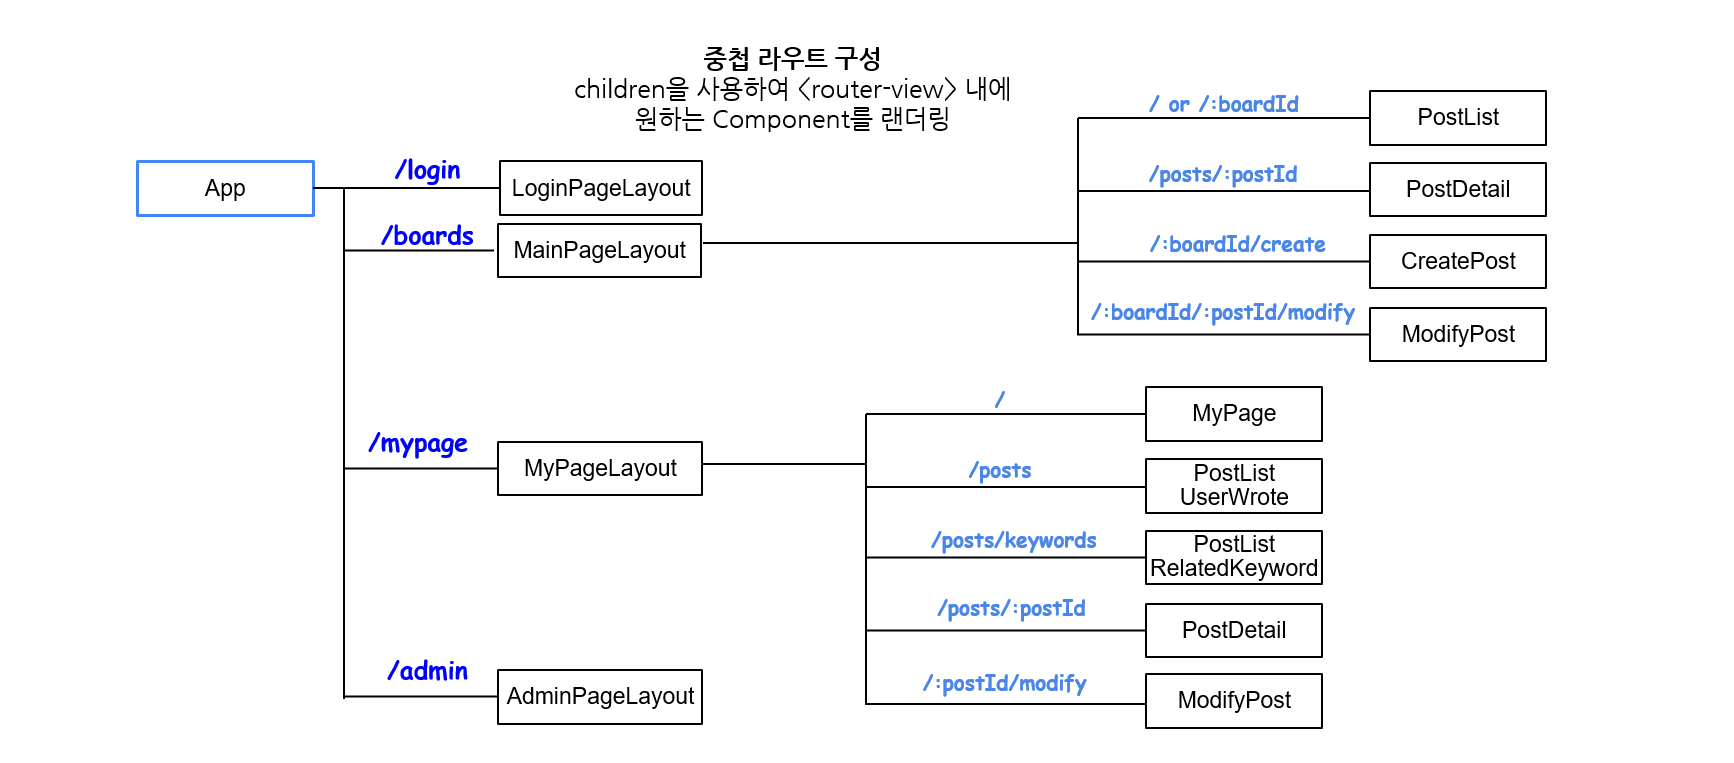 중첩 라우트 구성
children을 사용하여 <router-view> 내에
원하는 Component를 랜더링
App
/login
LoginPageLayout
/boards
MainPageLayout
/ or /:boardId
PostList
/posts/:postId
PostDetail
/:boardId/create
CreatePost
/:boardId/:postId/modify
ModifyPost
/mypage
MyPageLayout
/
MyPage
/posts
PostList
UserWrote
/posts/keywords
PostList
RelatedKeyword
/posts/:postId
PostDetail
/:postId/modify
ModifyPost
/admin
AdminPageLayout